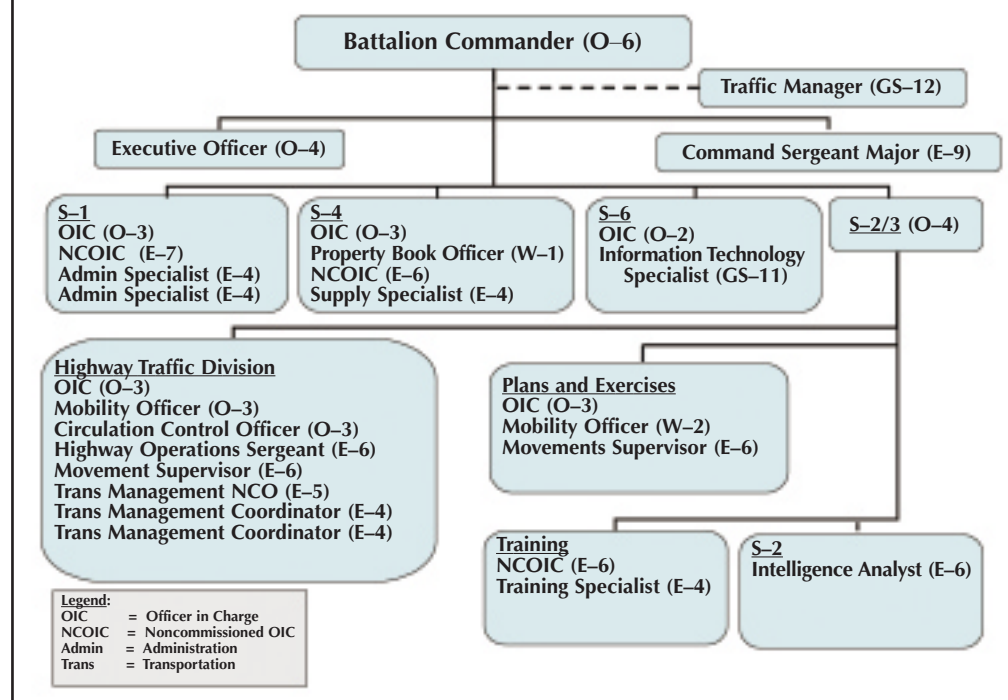 Battalion Commander (O–6)
Traffic Manager (GS–12)
Executive Officer (O–4)
Command Sergeant Major (E–9)
S–1
OIC (O–3)
NCOIC (E–7)
Admin Specialist (E–4)
Admin Specialist (E–4)
S–4
OIC (O–3)
Property Book Officer (W–1)
NCOIC (E–6)
Supply Specialist (E–4)
S–6
OIC (O–2)
Information Technology
Specialist (GS–11)
S–2/3 (O–4)
Highway Traffic Division
OIC (O–3)
Mobility Officer (O–3)
Circulation Control Officer (O–3)
Highway Operations Sergeant (E–6)
Movement Supervisor (E–6)
Trans Management NCO (E–5)
Trans Management Coordinator (E–4)
Trans Management Coordinator (E–4)
Plans and Exercises
OIC (O–3)
Mobility Officer (W–2)
Movements Supervisor (E–6)
Training
NCOIC (E–6)
Training Specialist (E–4)
S–2
Intelligence Analyst (E–6)
Legend:
OIC = Officer in Charge
NCOIC = Noncommissioned OIC
Admin = Administration
Trans = Transportation